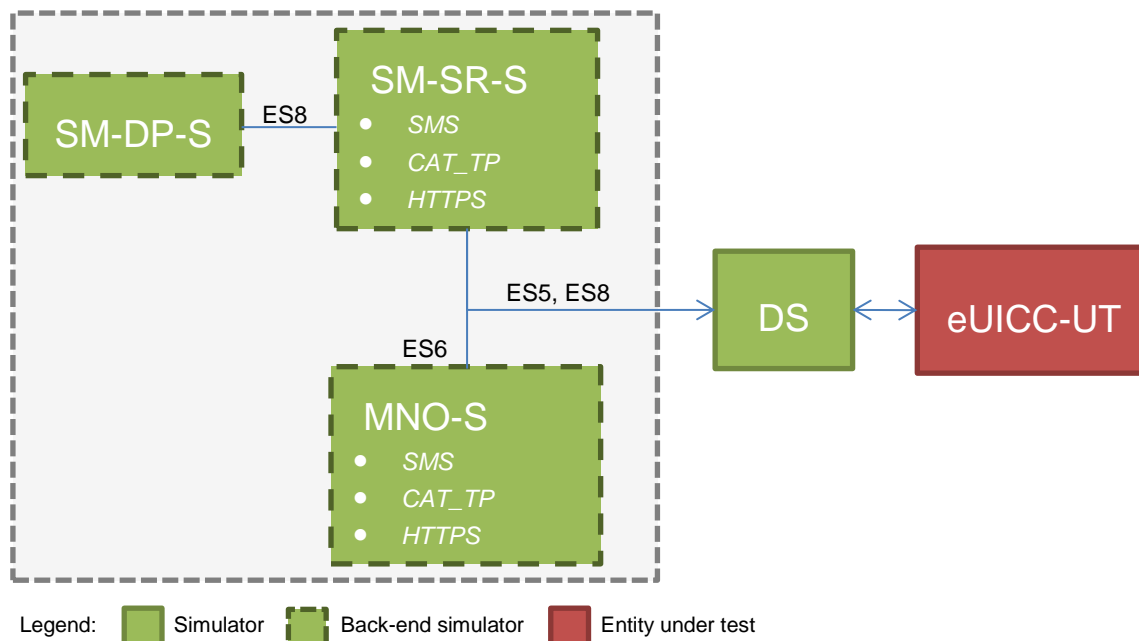 SM-DP-S
ES8
SM-SR-S
● SMS
● CAT_TP
● HTTPS
ES5, ES8
DS
eUICC-UT
ES6
MNO-S
● SMS
● CAT_TP
● HTTPS
Legend: Simulator Back-end simulator Entity under test